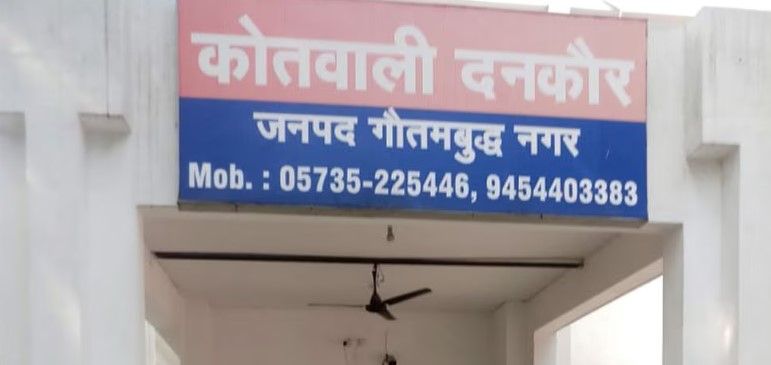 कोतवाली दनकौर
जनपद गौतमबुद्ध नगर
Mob. : 05735-225446, 9454403383